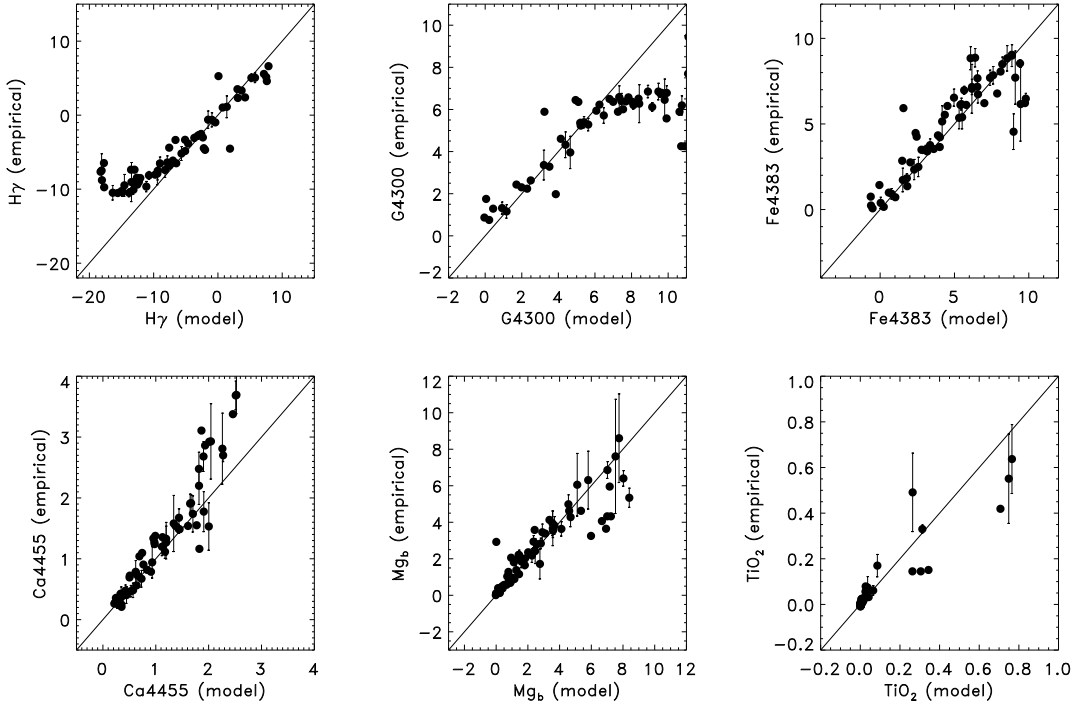 10
0
−10
−20
Hγ (empirical)
−20 −10 0 10
Hγ (model)
10
8
6
4
2
0
−2
G4300 (empirical)
−2 0 2 4 6 8 10
G4300 (model)
10
5
0
Fe4383 (empirical)
0 5 10
Fe4383 (model)
4
3
2
1
0
Ca4455 (empirical)
0 1 2 3 4
Ca4455 (model)
12
10
8
6
4
2
0
−2
Mg_b (empirical)
−2 0 2 4 6 8 10 12
Mg_b (model)
1.0
0.8
0.6
0.4
0.2
0.0
−0.2
TiO₂ (empirical)
−0.2 0.0 0.2 0.4 0.6 0.8 1.0
TiO₂ (model)